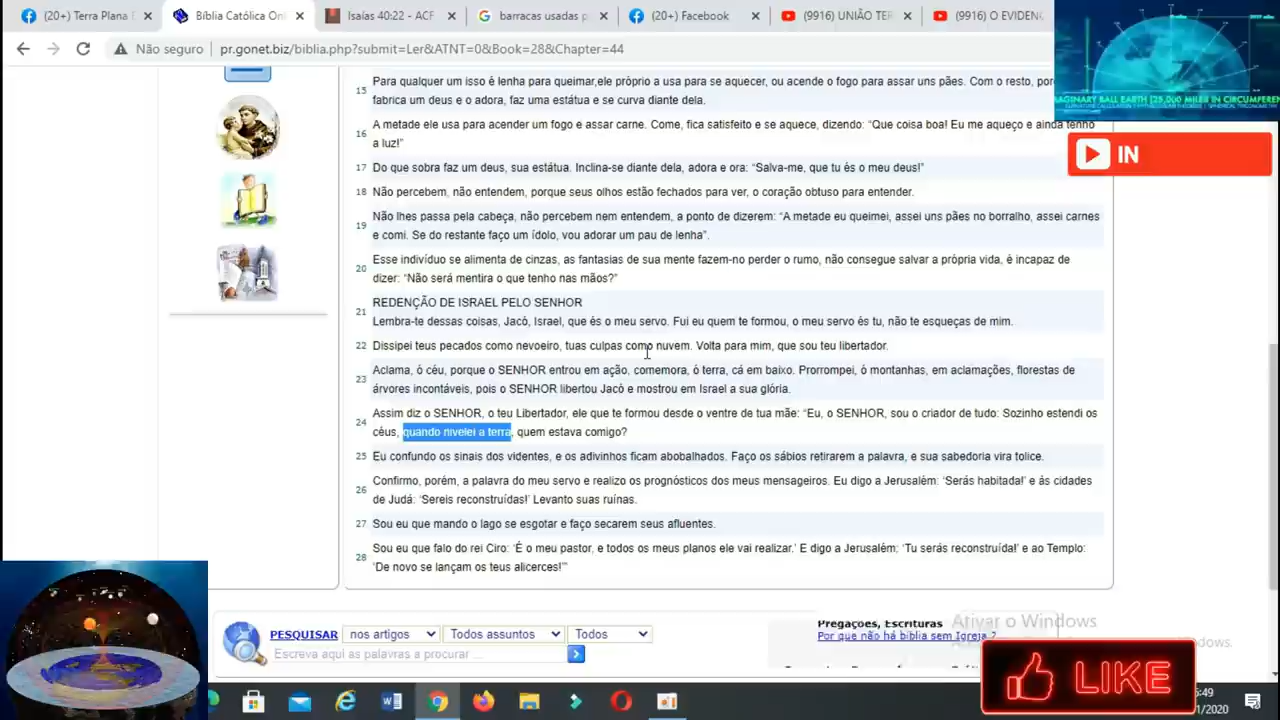 (20+) Terra Plana D
Bíblia Católica Onl
Isaías 40:22 - ACF
barracas usadas p
(20+) Facebook
(9916) UNIÃO TER
(9916) O EVIDENC
Não seguro
pr.gonet.biz/biblia.php?submit=Ler&ATNT=0&Book=28&Chapter=44
AGINARY BALL EARTH [25,000 MILES IN CIRCUMFERE
IN
15 Para qualquer um isso é lenha para queimar,ele próprio a usa para se aquecer, ou acende o fogo para assar uns pães. Com o resto, por
fabrica um deus e o adora, faz uma estátua e se curva diante dela.
16 metade ele usa para acender um fogo e assar carne. Come, fica satisfeito e se aquece, dizendo: “Que coisa boa! Eu me aqueço e ainda tenho
17 Do que sobra faz um deus, sua estátua. Inclina-se diante dela, adora e ora: “Salva-me, que tu és o meu deus!”
18 Não percebem, não entendem, porque seus olhos estão fechados para ver, o coração obtuso para entender.
19 Não lhes passa pela cabeça, não percebem nem entendem, a ponto de dizerem: “A metade eu queimei, assei uns pães no borralho, assei carnes
e comi. Se do restante faço um ídolo, vou adorar um pau de lenha”.
20 Esse indivíduo se alimenta de cinzas, as fantasias de sua mente fazem-no perder o rumo, não consegue salvar a própria vida, é incapaz de
dizer: “Não será mentira o que tenho nas mãos?”
21 REDENÇÃO DE ISRAEL PELO SENHOR
Lembra-te dessas coisas, Jacó, Israel, que és o meu servo. Fui eu quem te formou, o meu servo és tu, não te esqueças de mim.
22 Dissipei teus pecados como nevoeiro, tuas culpas como nuvem. Volta para mim, que sou teu libertador.
23 Aclama, ó céu, porque o SENHOR entrou em ação, comemora, ó terra, cá em baixo. Prorrompei, ó montanhas, em aclamações, florestas de
árvores incontáveis, pois o SENHOR libertou Jacó e mostrou em Israel a sua glória.
24 Assim diz o SENHOR, o teu Libertador, ele que te formou desde o ventre de tua mãe: “Eu, o SENHOR, sou o criador de tudo: Sozinho estendi os
céus, quando nivelei a terra, quem estava comigo?
25 Eu confundo os sinais dos videntes, e os adivinhos ficam abobalhados. Faço os sábios retirarem a palavra, e sua sabedoria vira tolice.
26 Confirmo, porém, a palavra do meu servo e realizo os prognósticos dos meus mensageiros. Eu digo a Jerusalém: ‘Serás habitada!’ e ás cidades
de Judá: ‘Sereis reconstruídas!’ Levanto suas ruínas.
27 Sou eu que mando o lago se esgotar e faço secarem seus afluentes.
28 Sou eu que falo do rei Ciro: ‘É o meu pastor, e todos os meus planos ele vai realizar.’ E digo a Jerusalém; ‘Tu serás reconstruída!’ e ao Templo:
‘De novo se lançam os teus alicerces!’”
PESQUISAR nos artigos Todos assuntos Todos
Escreva aqui as palavras a procurar ...
Pregações, Escrituras
Por que não há bíblia sem Igreja ?
Ativar o Windows
LIKE